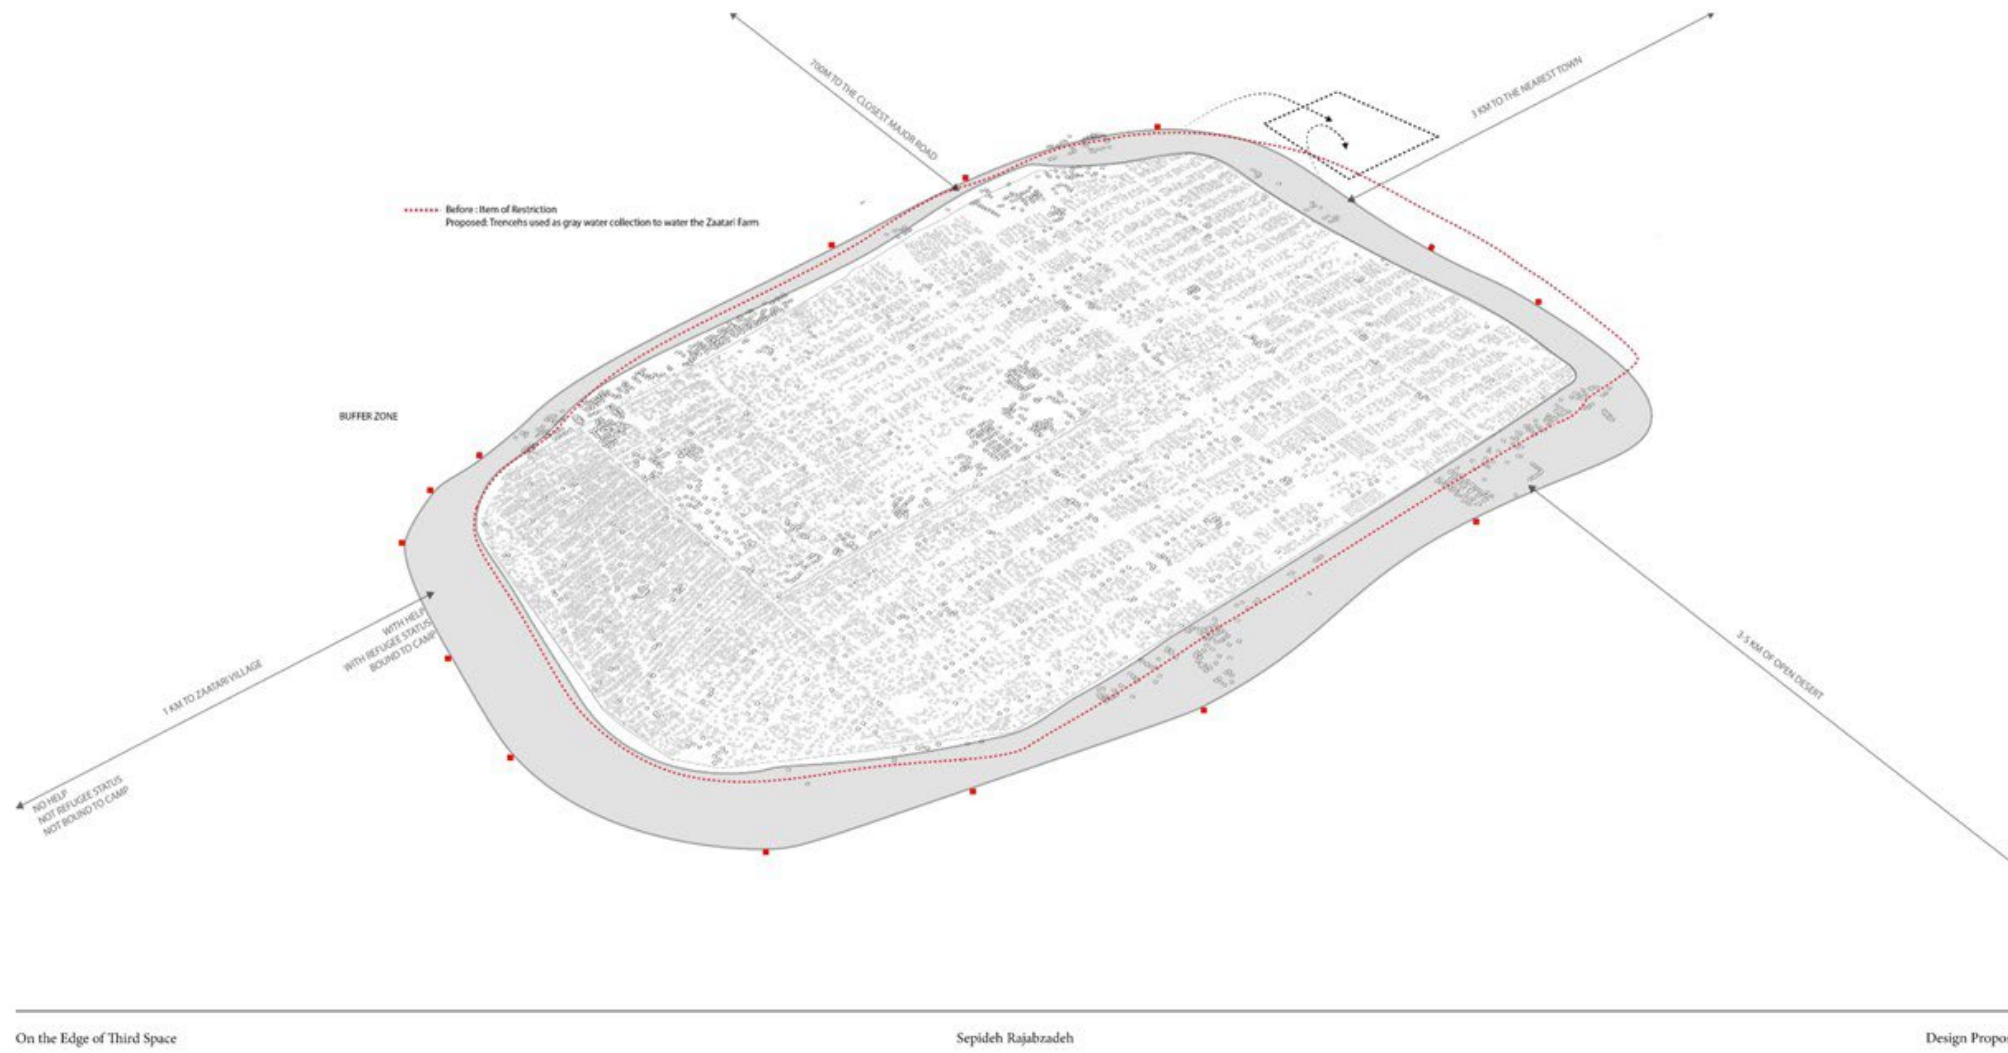 700M TO THE CLOSEST MAJOR ROAD
3 KM TO THE NEAREST TOWN
Before : Item of Restriction
Proposed: Trencehs used as gray water collection to water the Zaatari Farm
BUFFER ZONE
WITH HELP
WITH REFUGEE STATUS
BOUND TO CAMP
1 KM TO ZAATARI VILLAGE
NO HELP
NOT REFUGEE STATUS
NOT BOUND TO CAMP
3-5 KM OF OPEN DESERT
On the Edge of Third Space
Sepideh Rajabzadeh
Design Propo